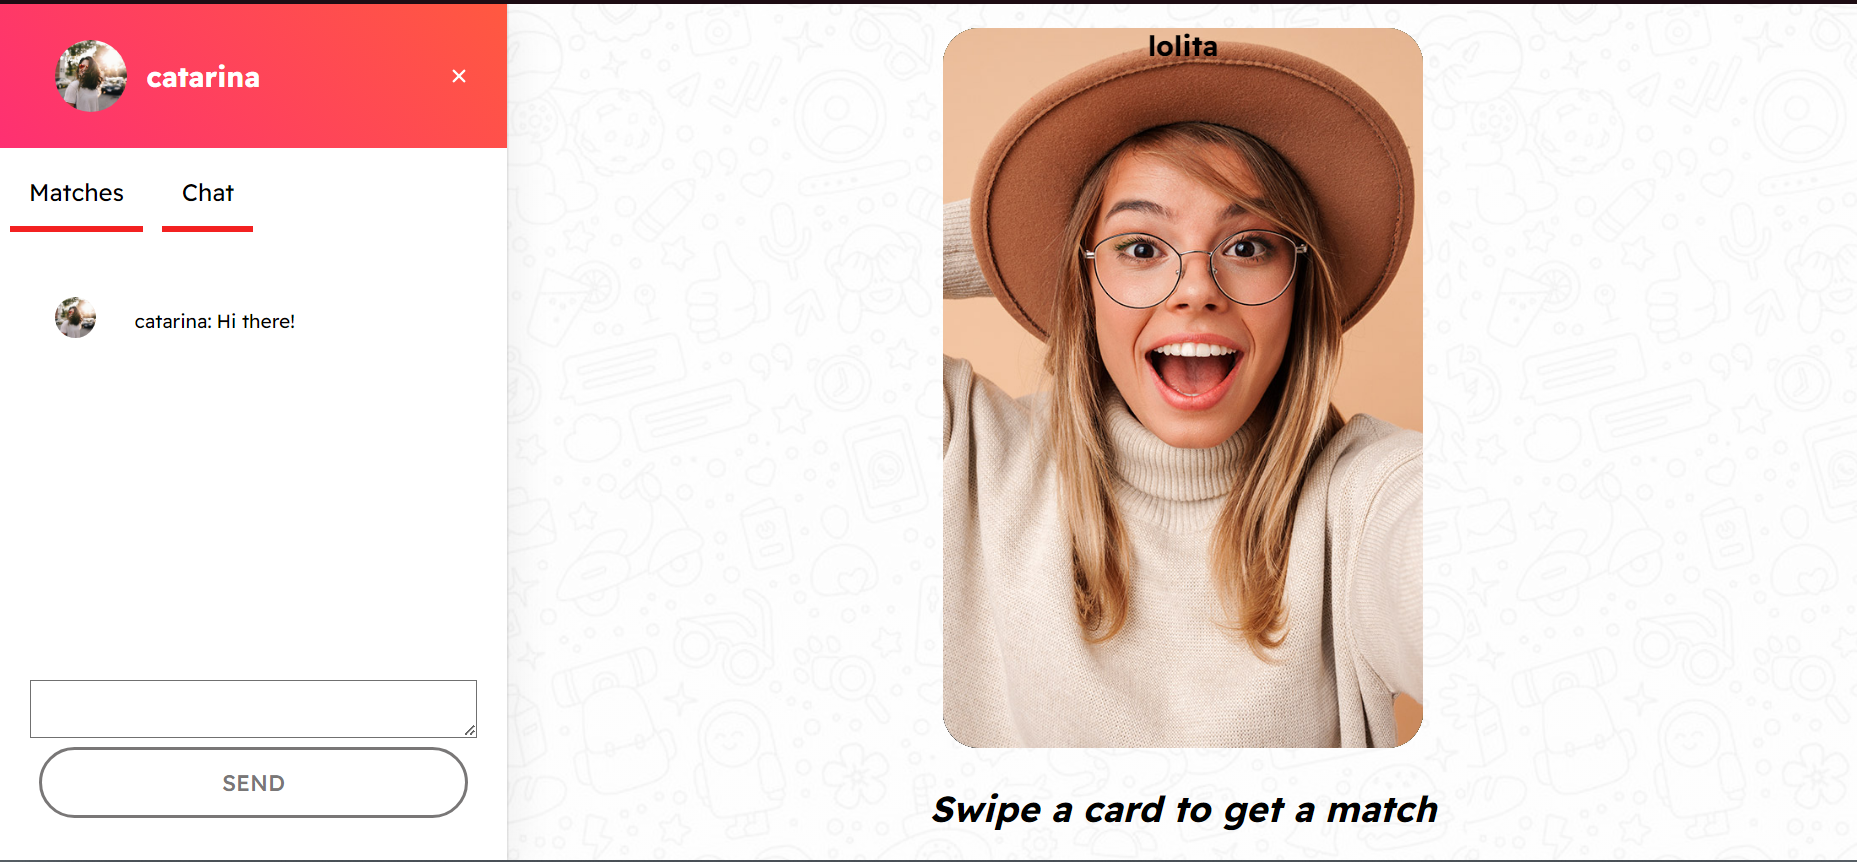 catarina
×
Matches
Chat
catarina: Hi there!
SEND
lolita
Swipe a card to get a match